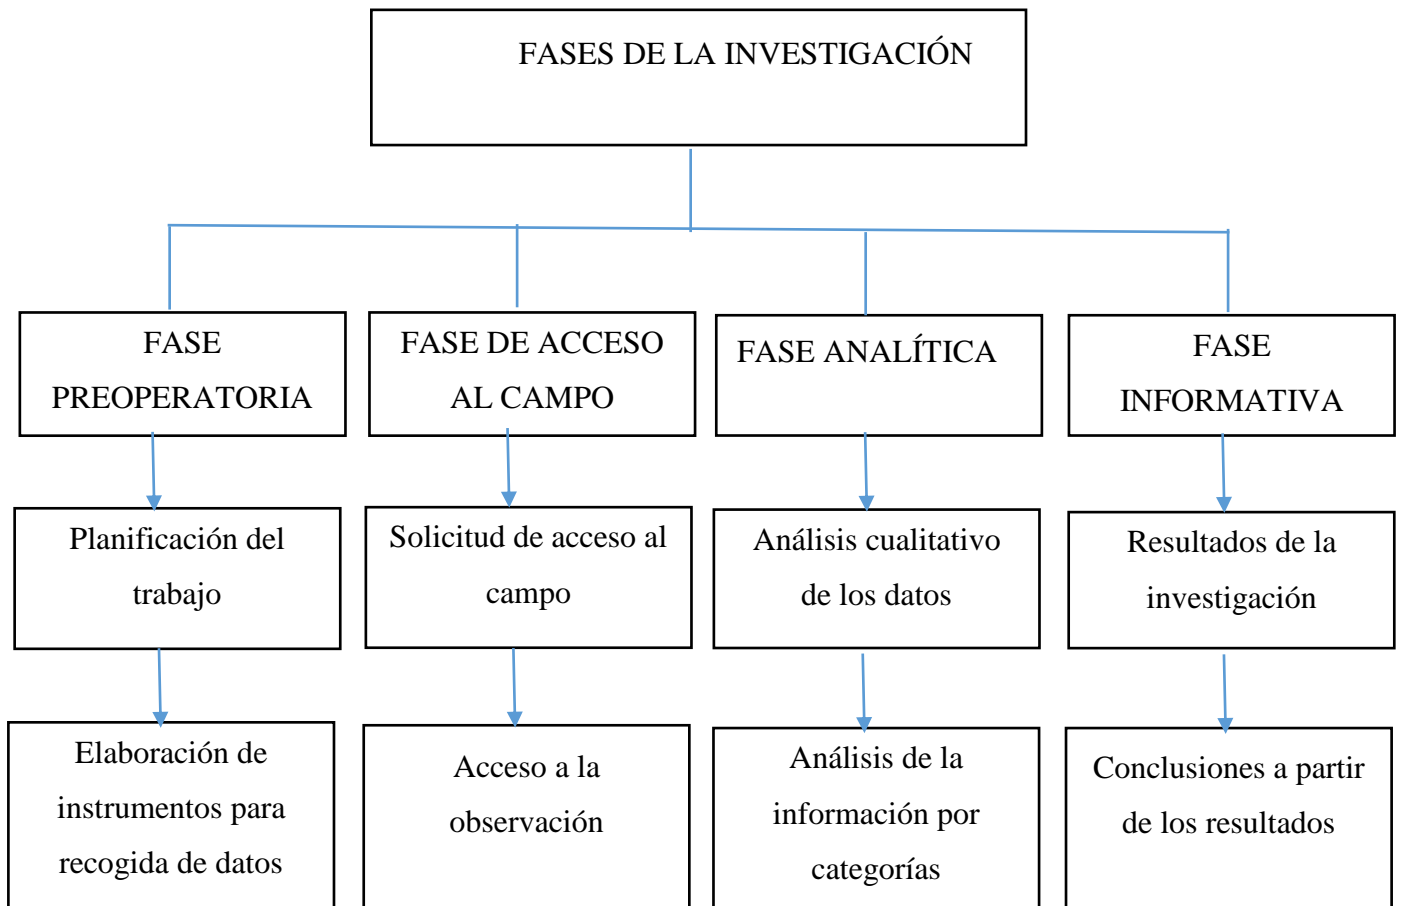 FASES DE LA INVESTIGACIÓN
FASE
PREOPERATORIA
FASE DE ACCESO
AL CAMPO
FASE ANALÍTICA
FASE
INFORMATIVA
Planificación del
trabajo
Solicitud de acceso al
campo
Análisis cualitativo
de los datos
Resultados de la
investigación
Elaboración de
instrumentos para
recogida de datos
Acceso a la
observación
Análisis de la
información por
categorías
Conclusiones a partir
de los resultados